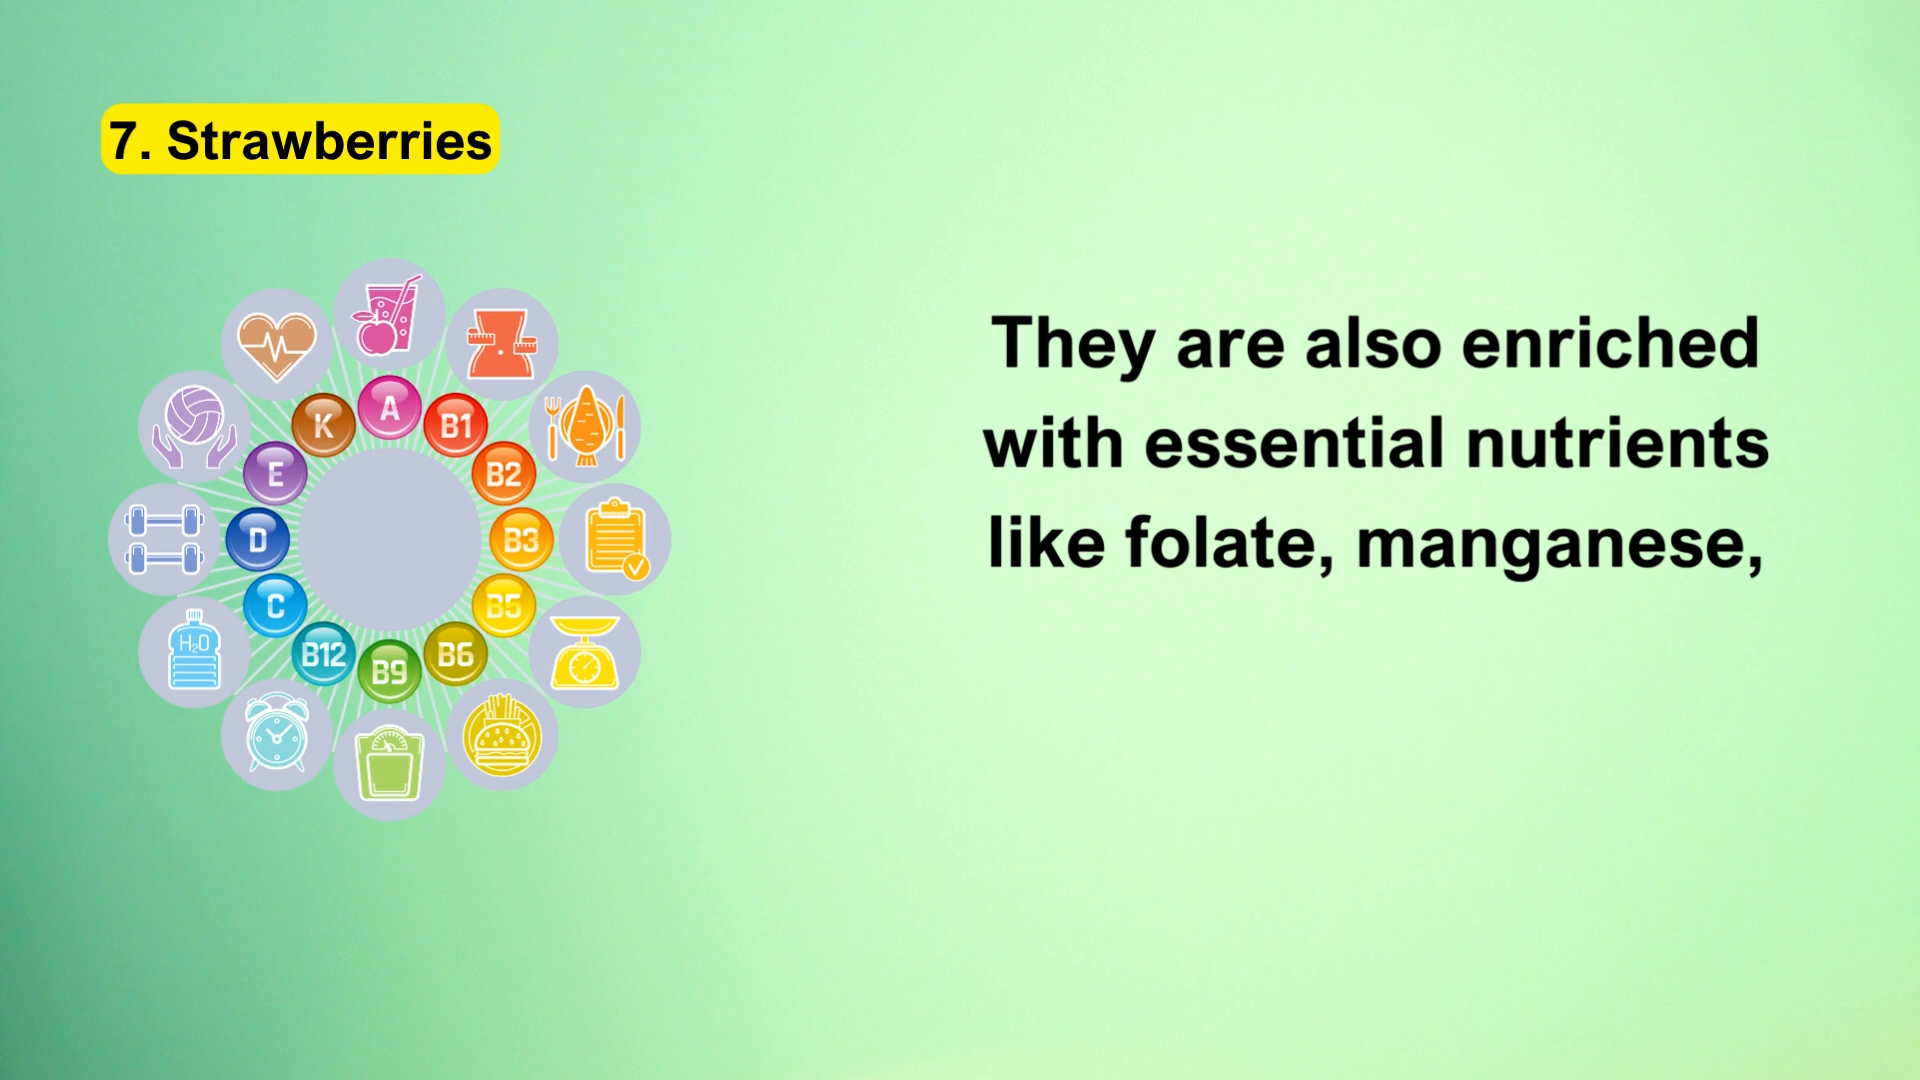 7. Strawberries
They are also enriched
with essential nutrients
like folate, manganese,
A
K
B1
E
B2
D
B3
C
B5
B12
B6
B9
H₂O